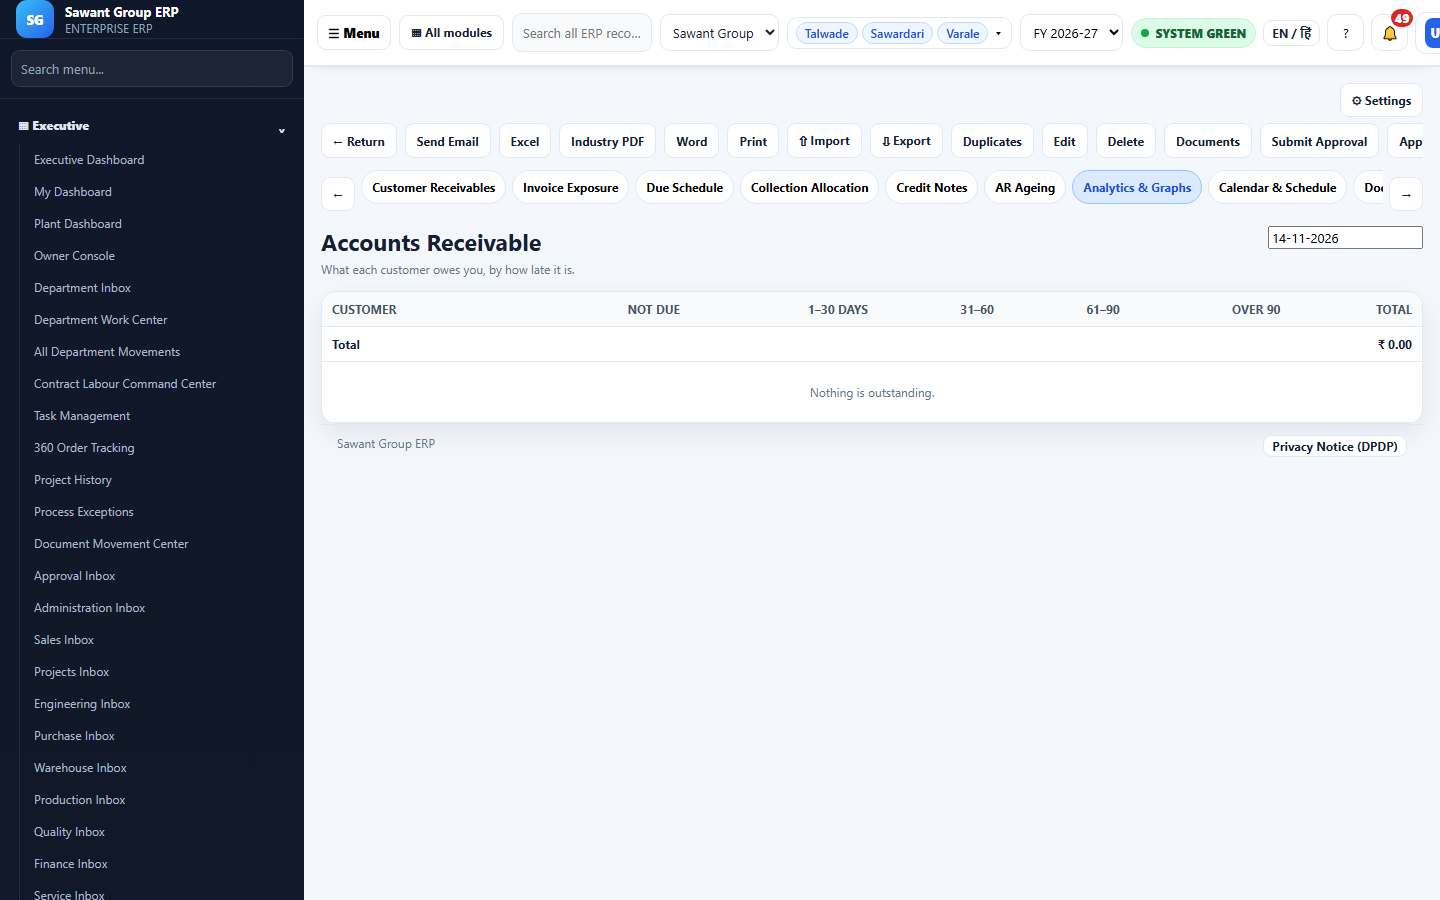 SG
Sawant Group ERP
ENTERPRISE ERP
Search menu...
Executive
Executive Dashboard
My Dashboard
Plant Dashboard
Owner Console
Department Inbox
Department Work Center
All Department Movements
Contract Labour Command Center
Task Management
360 Order Tracking
Project History
Process Exceptions
Document Movement Center
Approval Inbox
Administration Inbox
Sales Inbox
Projects Inbox
Engineering Inbox
Purchase Inbox
Warehouse Inbox
Production Inbox
Quality Inbox
Finance Inbox
Service Inbox
☰ Menu
All modules
Search all ERP reco...
Sawant Group
Talwade Sawardari Varale
FY 2026-27
SYSTEM GREEN
EN / हिं
?
49
U
⚙ Settings
← Return
Send Email
Excel
Industry PDF
Word
Print
⇧ Import
⇩ Export
Duplicates
Edit
Delete
Documents
Submit Approval
App
←
Customer Receivables
Invoice Exposure
Due Schedule
Collection Allocation
Credit Notes
AR Ageing
Analytics & Graphs
Calendar & Schedule
Doc
→
Accounts Receivable
14-11-2026
What each customer owes you, by how late it is.
CUSTOMER NOT DUE 1–30 DAYS 31–60 61–90 OVER 90 TOTAL
Total ₹ 0.00
Nothing is outstanding.
Sawant Group ERP
Privacy Notice (DPDP)